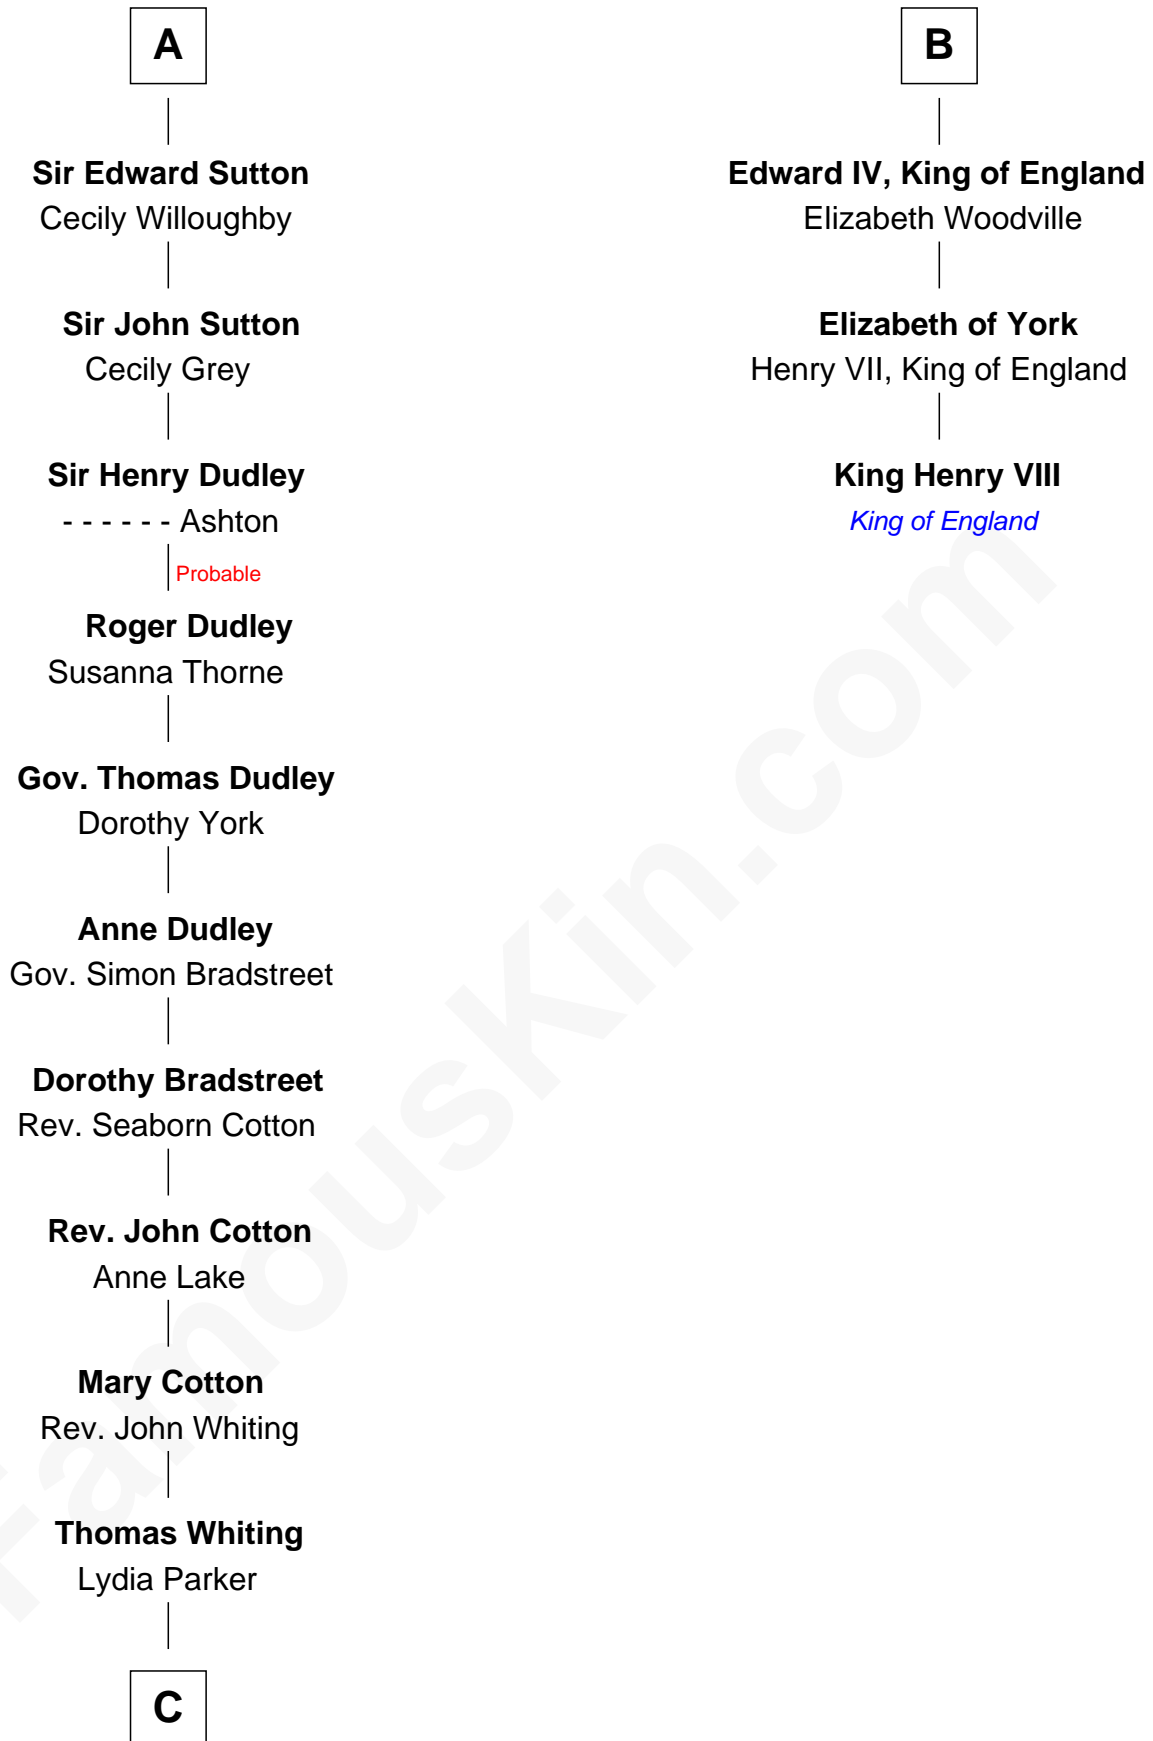 A
Sir Edward Sutton
Cecily Willoughby
Sir John Sutton
Cecily Grey
Sir Henry Dudley
- - - - - - Ashton
Probable
Roger Dudley
Susanna Thorne
Gov. Thomas Dudley
Dorothy York
Anne Dudley
Gov. Simon Bradstreet
Dorothy Bradstreet
Rev. Seaborn Cotton
Rev. John Cotton
Anne Lake
Mary Cotton
Rev. John Whiting
Thomas Whiting
Lydia Parker
C
B
Edward IV, King of England
Elizabeth Woodville
Elizabeth of York
Henry VII, King of England
King Henry VIII
King of England
FamousKin.com